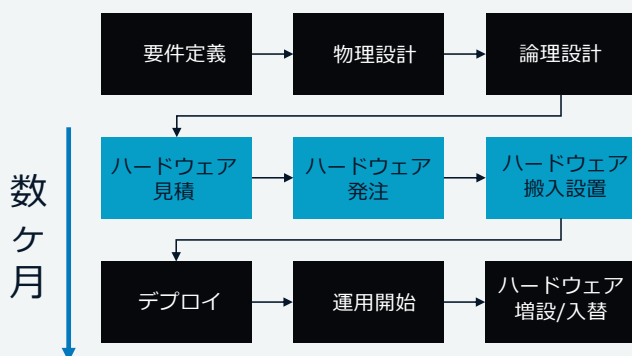 要件定義
物理設計
論理設計
数ヶ月
ハードウェア
見積
ハードウェア
発注
ハードウェア
搬入設置
デプロイ
運用開始
ハードウェア
増設/入替